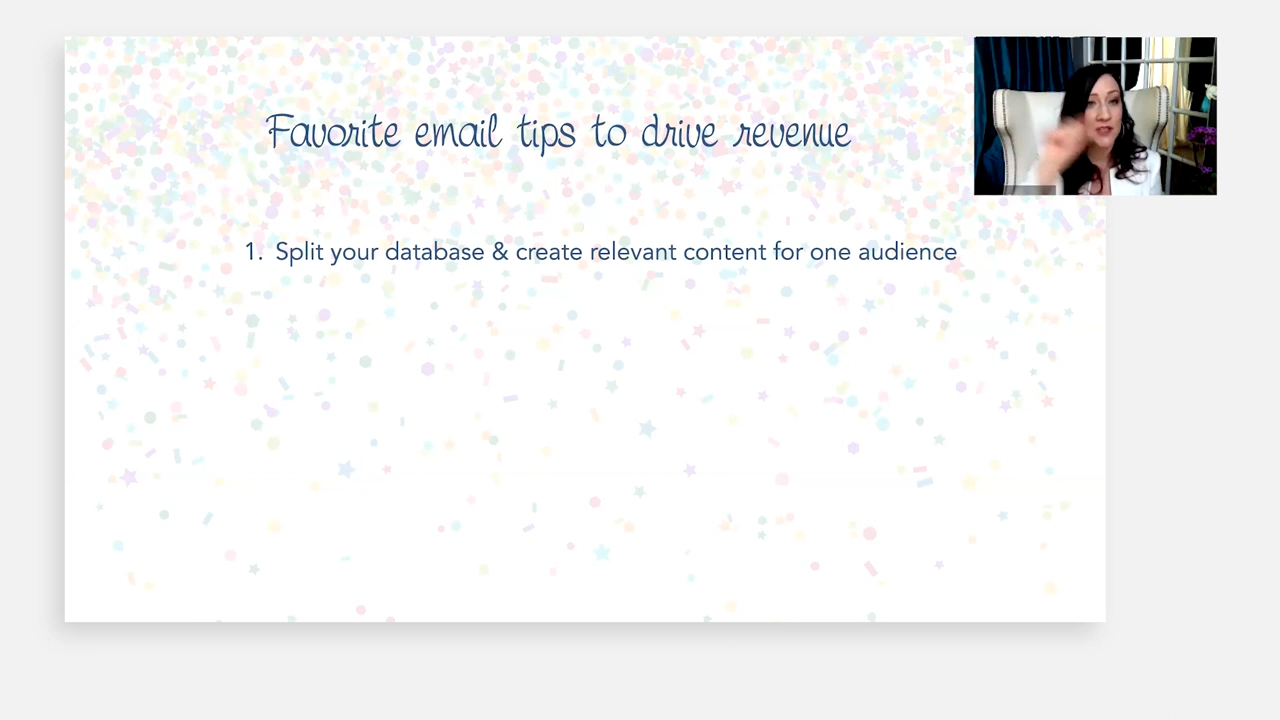 Favorite email tips to drive revenue
1. Split your database & create relevant content for one audience